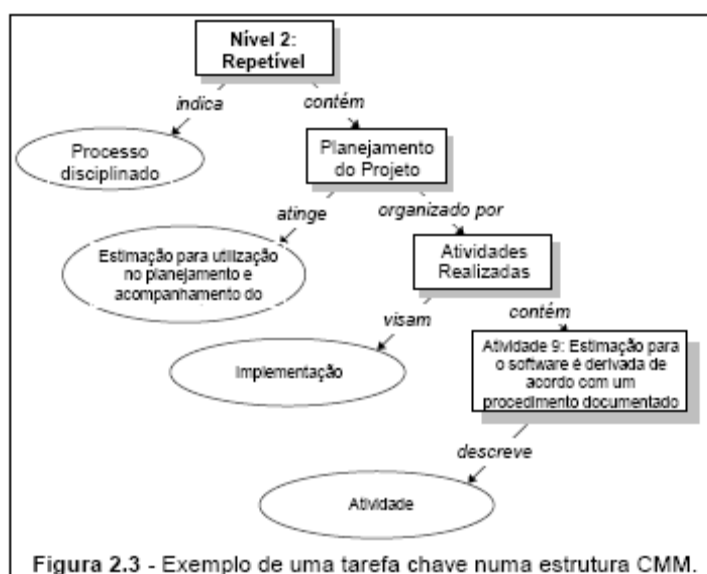 Nível 2:
Repetível
indica
contém
Processo
disciplinado
Planejamento
do Projeto
atinge
organizado por
Estimação para utilização
no planejamento e
acompanhamento do
Atividades
Realizadas
visam
contém
Implementação
Atividade 9: Estimação para
o software é derivada de
acordo com um
procedimento documentado
descreve
Atividade
Figura 2.3 - Exemplo de uma tarefa chave numa estrutura CMM.